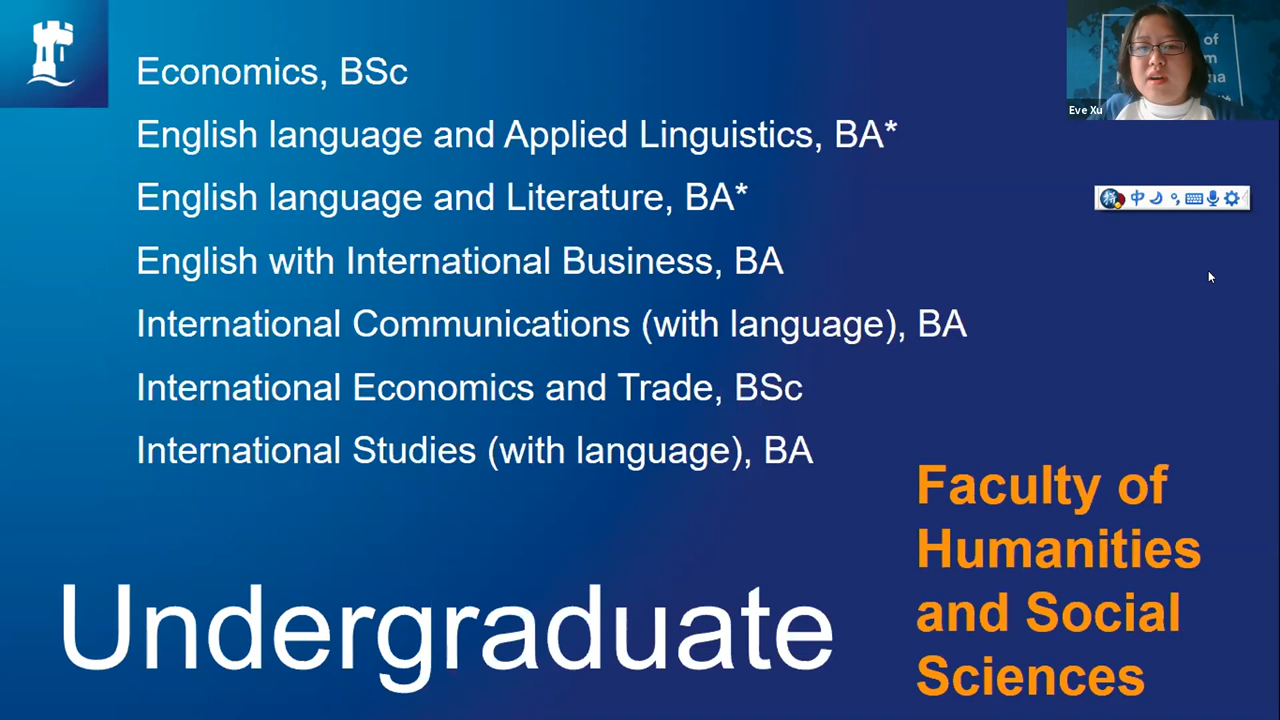 Economics, BSc
English language and Applied Linguistics, BA*
English language and Literature, BA*
English with International Business, BA
International Communications (with language), BA
International Economics and Trade, BSc
International Studies (with language), BA
Undergraduate
Faculty of
Humanities
and Social
Sciences
of
Eve Xu
中